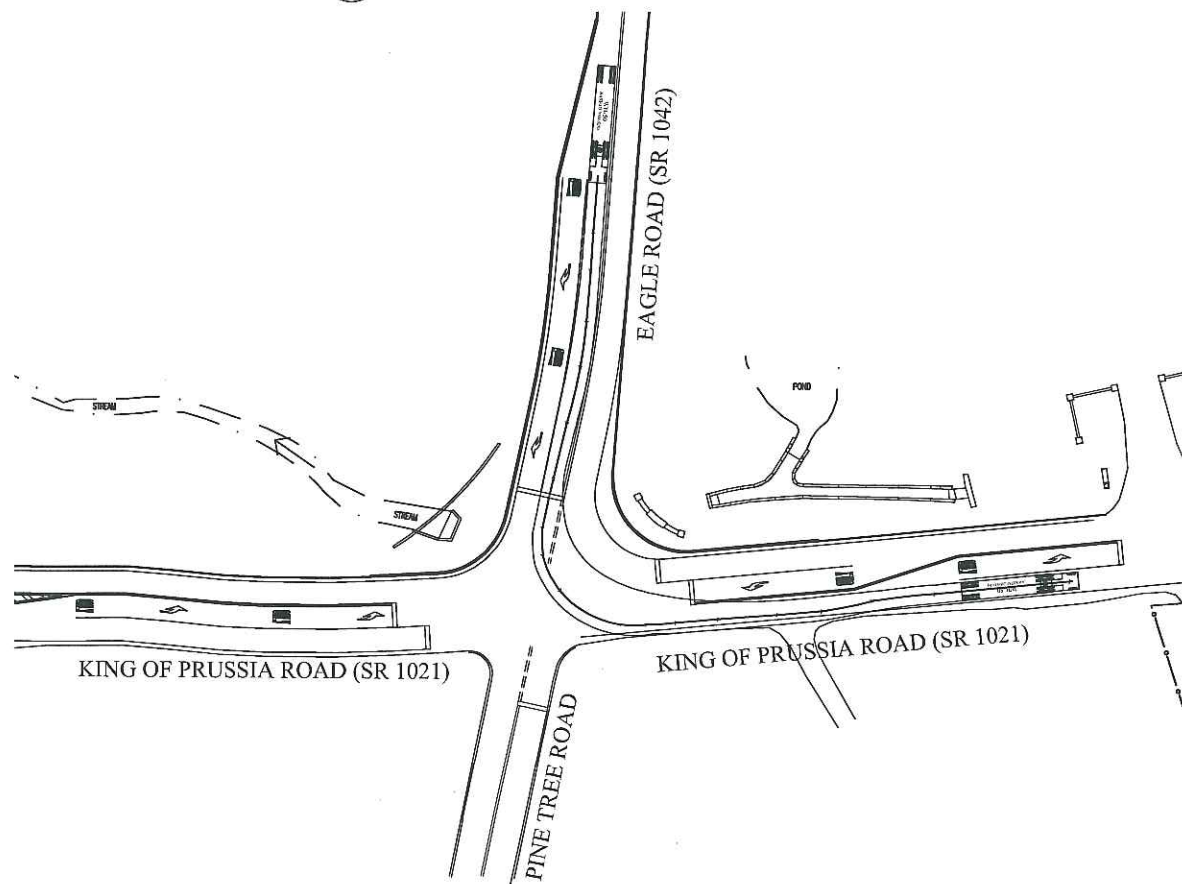 EAGLE ROAD (SR 1042)
POND
STREAM
STREAM
KING OF PRUSSIA ROAD (SR 1021)
KING OF PRUSSIA ROAD (SR 1021)
PINE TREE ROAD